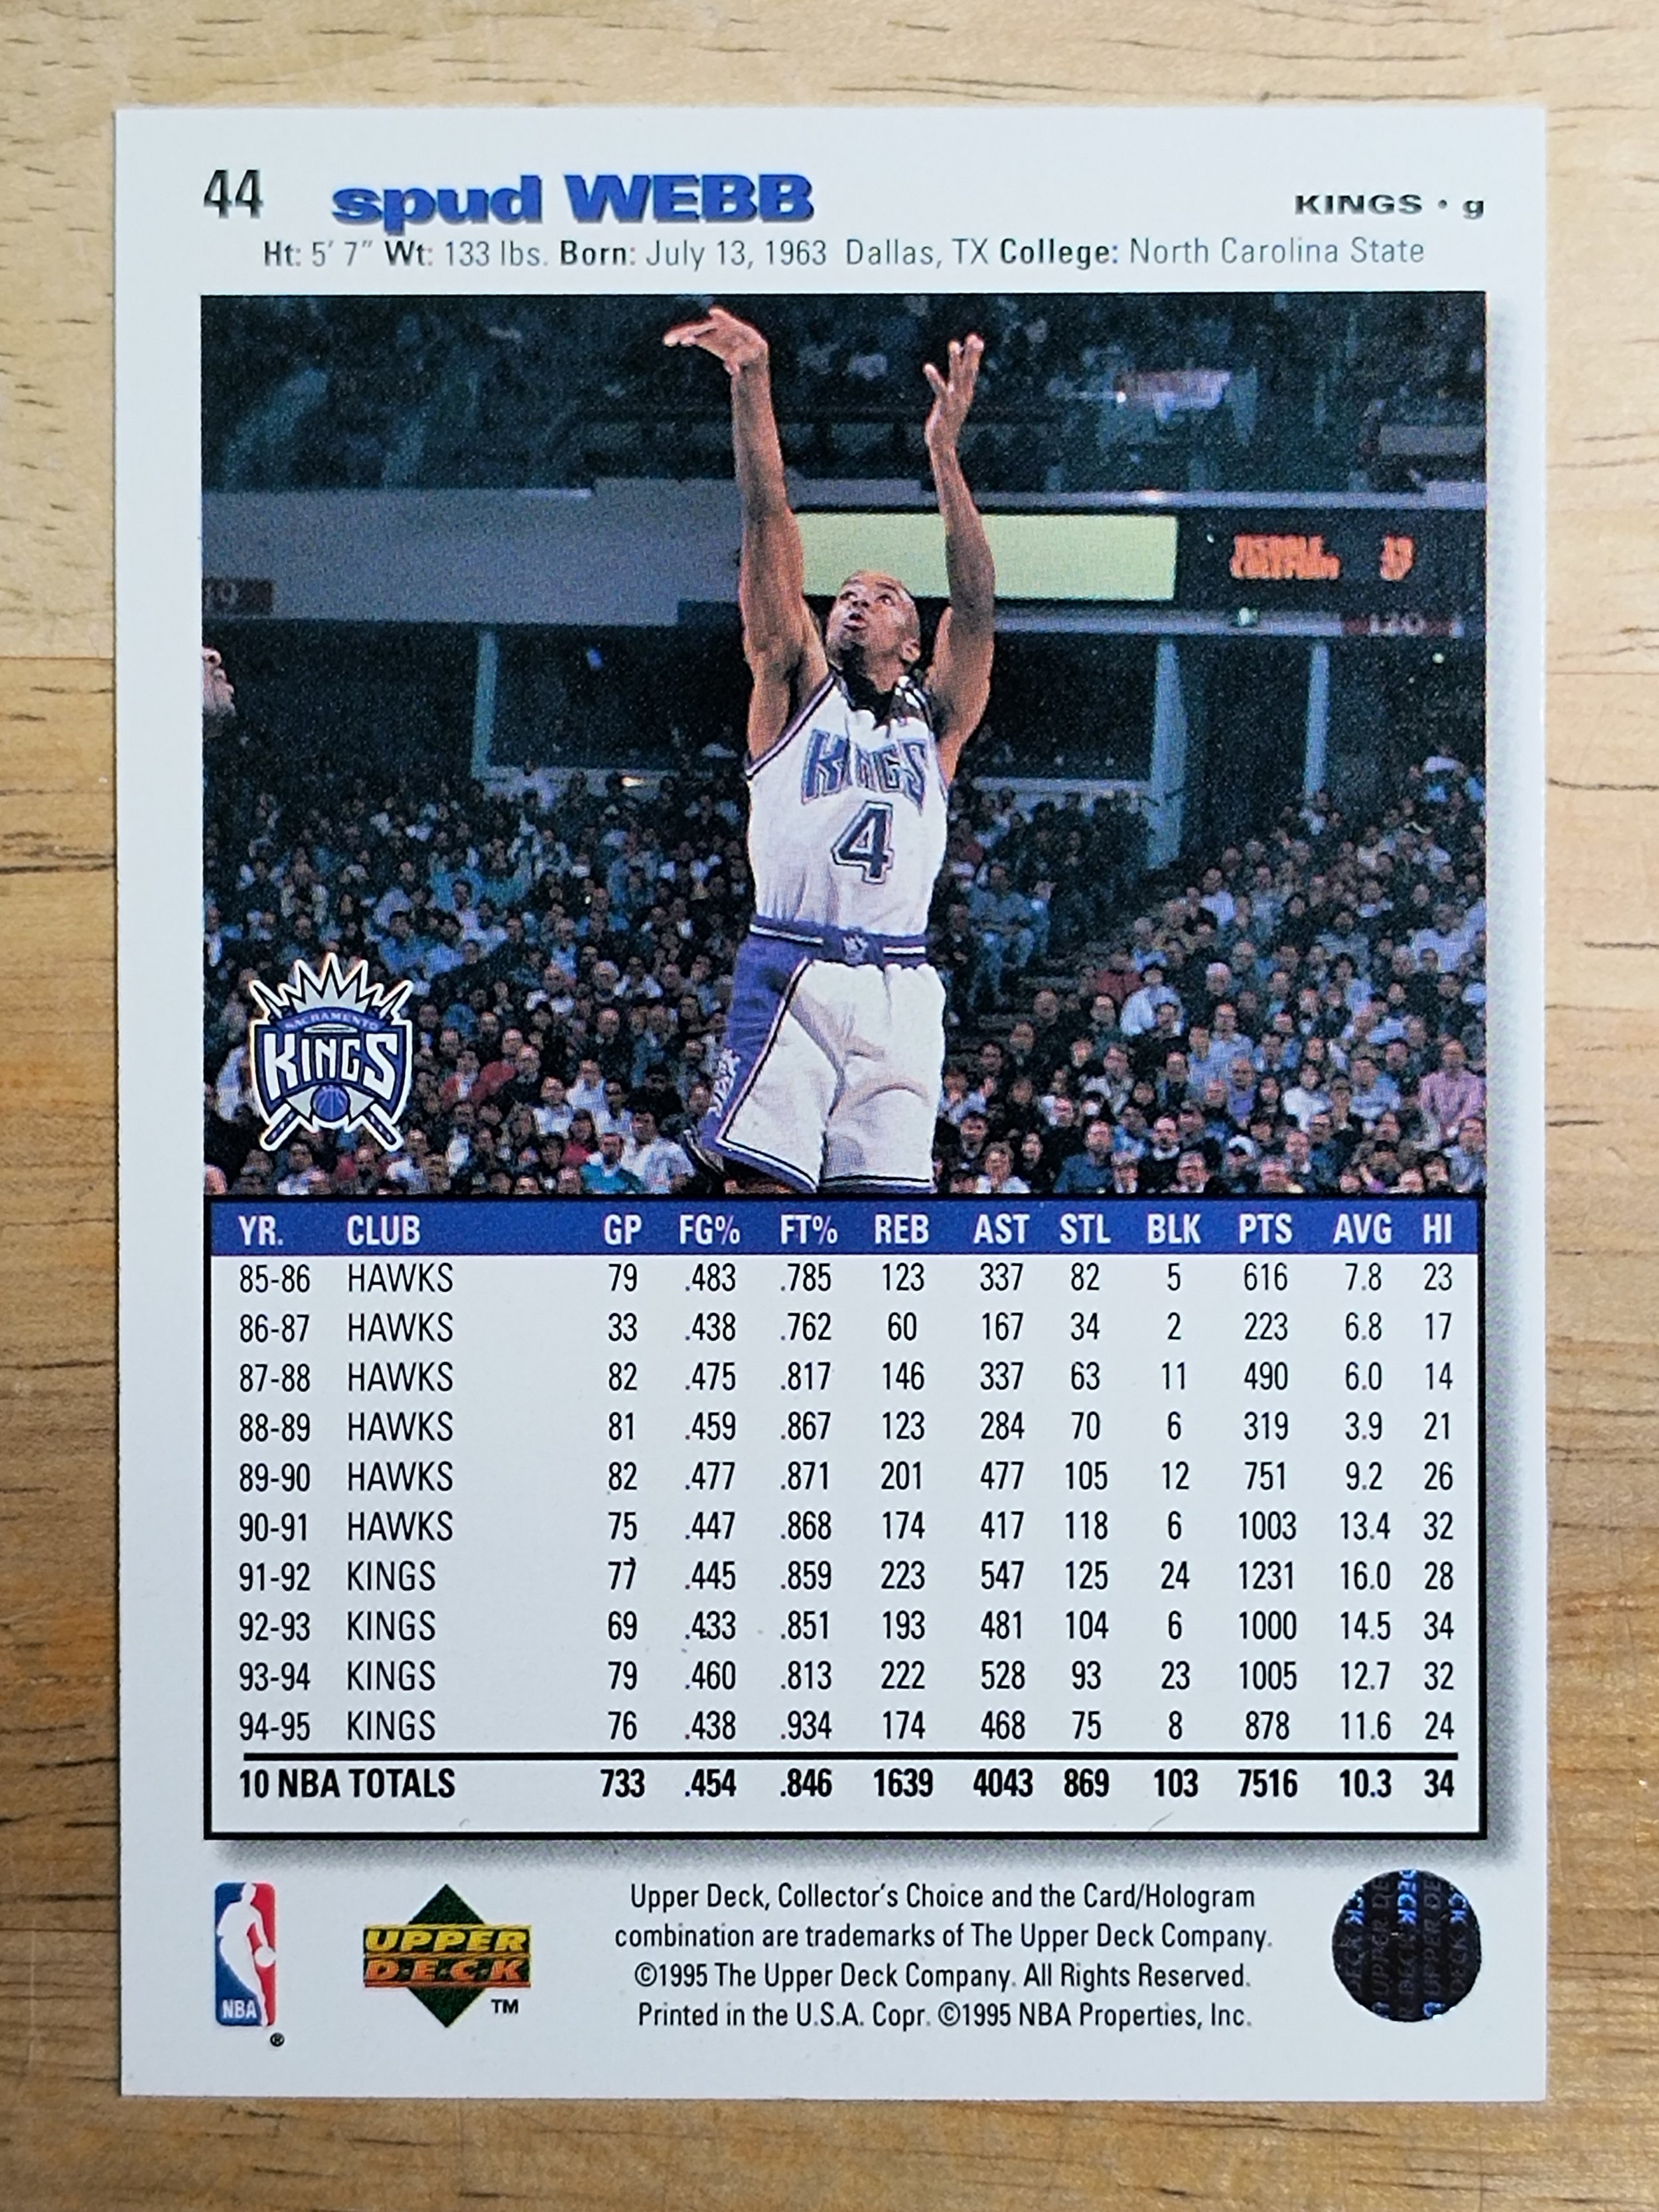 44 spud WEBB KINGS • g
Ht: 5' 7" Wt: 133 lbs. Born: July 13, 1963 Dallas, TX College: North Carolina State
120
KINGS
4
SACRAMENTO
KINGS
YR. CLUB GP FG% FT% REB AST STL BLK PTS AVG HI
85-86 HAWKS 79 .483 .785 123 337 82 5 616 7.8 23
86-87 HAWKS 33 .438 .762 60 167 34 2 223 6.8 17
87-88 HAWKS 82 .475 .817 146 337 63 11 490 6.0 14
88-89 HAWKS 81 .459 .867 123 284 70 6 319 3.9 21
89-90 HAWKS 82 .477 .871 201 477 105 12 751 9.2 26
90-91 HAWKS 75 .447 .868 174 417 118 6 1003 13.4 32
91-92 KINGS 77 .445 .859 223 547 125 24 1231 16.0 28
92-93 KINGS 69 .433 .851 193 481 104 6 1000 14.5 34
93-94 KINGS 79 .460 .813 222 528 93 23 1005 12.7 32
94-95 KINGS 76 .438 .934 174 468 75 8 878 11.6 24
10 NBA TOTALS 733 .454 .846 1639 4043 869 103 7516 10.3 34
NBA ®
UPPER
D·E·C·K
™
Upper Deck, Collector's Choice and the Card/Hologram
combination are trademarks of The Upper Deck Company.
©1995 The Upper Deck Company. All Rights Reserved.
Printed in the U.S.A. Copr. ©1995 NBA Properties, Inc.
UPPER DE
DECK
UPPER DE